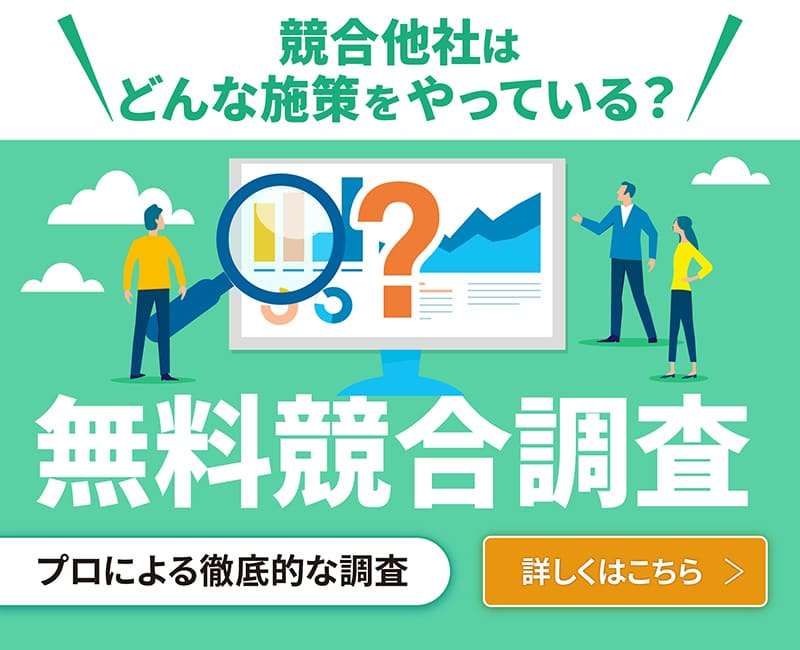 競合他社は
どんな施策をやっている？
?
無料競合調査
プロによる徹底的な調査
詳しくはこちら ＞